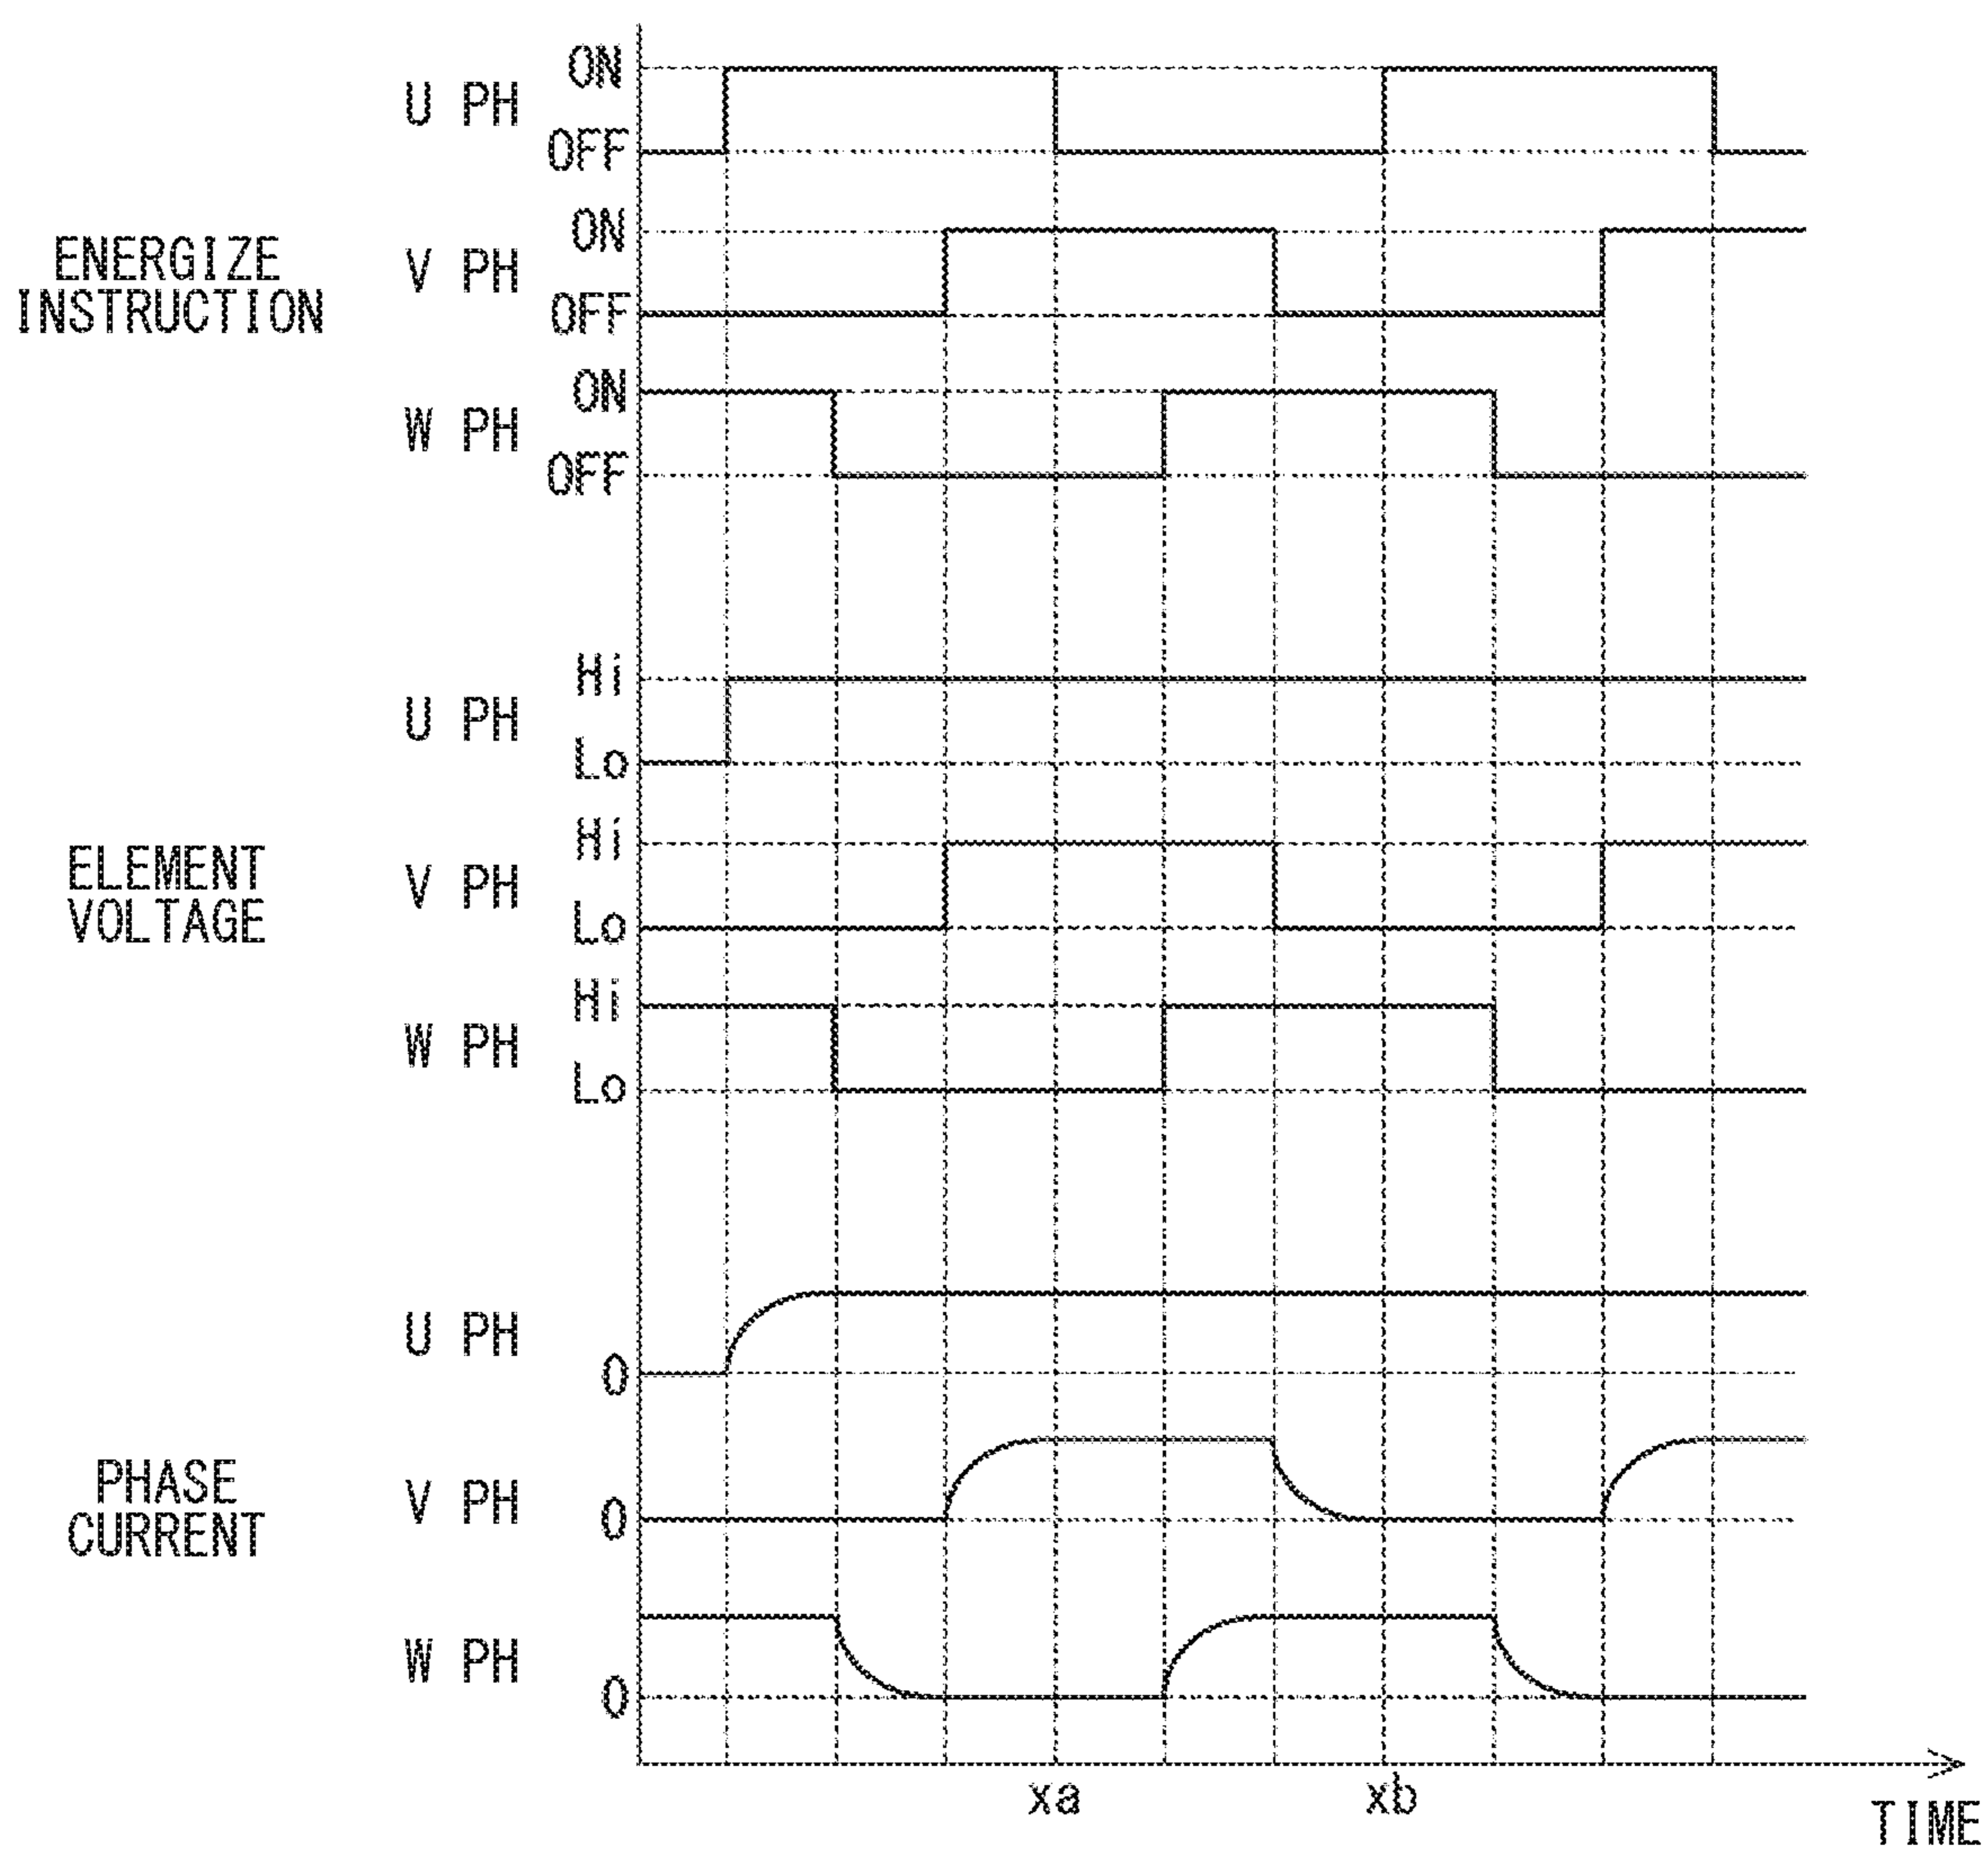 ENERGIZE
INSTRUCTION
U PH
ON
OFF
V PH
ON
OFF
W PH
ON
OFF
ELEMENT
VOLTAGE
U PH
Hi
Lo
V PH
Hi
Lo
W PH
Hi
Lo
PHASE
CURRENT
U PH
0
V PH
0
W PH
0
xa
xb
TIME